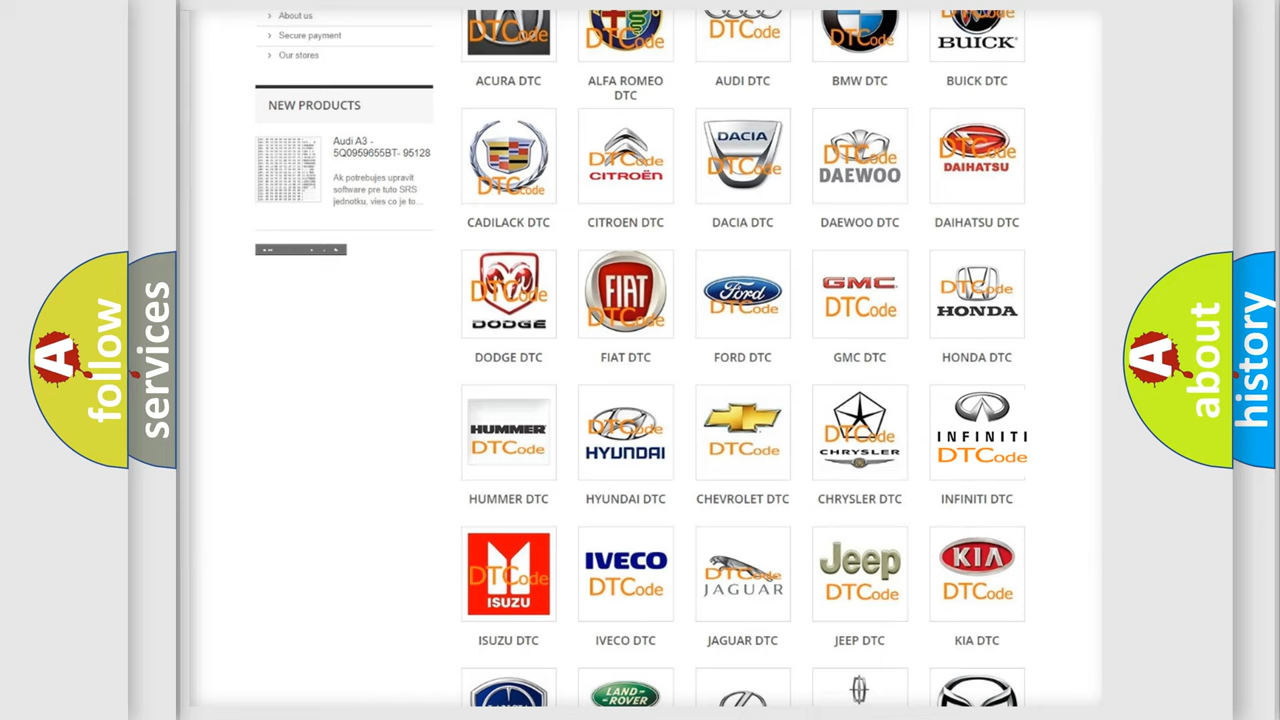 About us
Secure payment
Our stores
NEW PRODUCTS
Audi A3 -
5Q0959655BT- 95128
Ak potrebujes upravit
software pre tuto SRS
jednotku, vies co je to...
DTCode
DTCode
DTCode
DTCode
BUICK
ACURA DTC
ALFA ROMEO
DTC
AUDI DTC
BMW DTC
BUICK DTC
DTCode
DTCode
CITROËN
DACIA
DTCode
DTCode
DAEWOO
DTCode
DAIHATSU
CADILACK DTC
CITROEN DTC
DACIA DTC
DAEWOO DTC
DAIHATSU DTC
DTCode
DODGE
FIAT
DTCode
Ford
DTCode
GMC
DTCode
DTCode
HONDA
DODGE DTC
FIAT DTC
FORD DTC
GMC DTC
HONDA DTC
HUMMER
DTCode
DTCode
HYUNDAI
DTCode
DTCode
CHRYSLER
INFINITI
DTCode
HUMMER DTC
HYUNDAI DTC
CHEVROLET DTC
CHRYSLER DTC
INFINITI DTC
DTCode
ISUZU
IVECO
DTCode
DTCode
JAGUAR
Jeep
DTCode
KIA
DTCode
ISUZU DTC
IVECO DTC
JAGUAR DTC
JEEP DTC
KIA DTC
LAND-
ROVER
A follow
services
A about
history